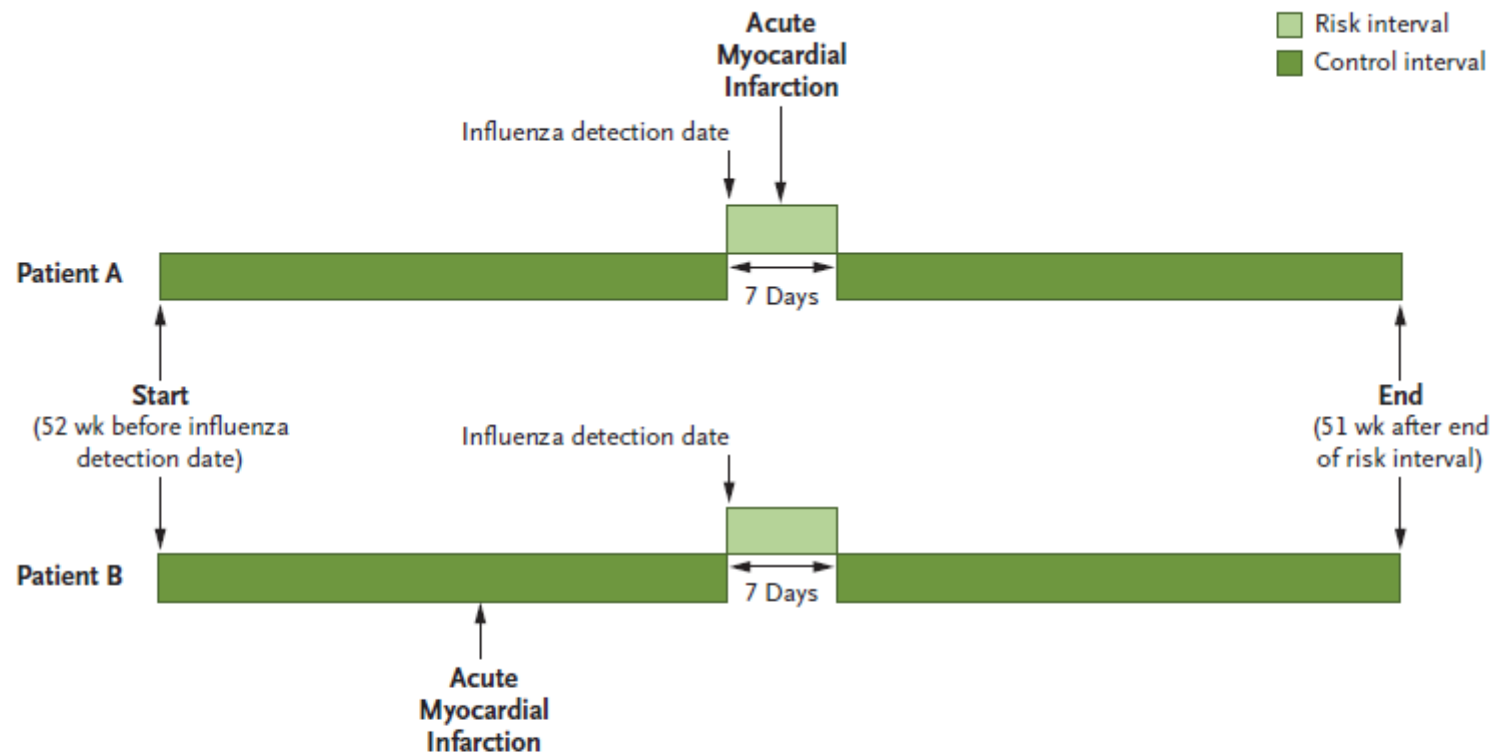 Acute
Myocardial
Infarction
Risk interval
Control interval
Influenza detection date
Patient A
7 Days
Start
(52 wk before influenza
detection date)
End
(51 wk after end
of risk interval)
Influenza detection date
Patient B
7 Days
Acute
Myocardial
Infarction